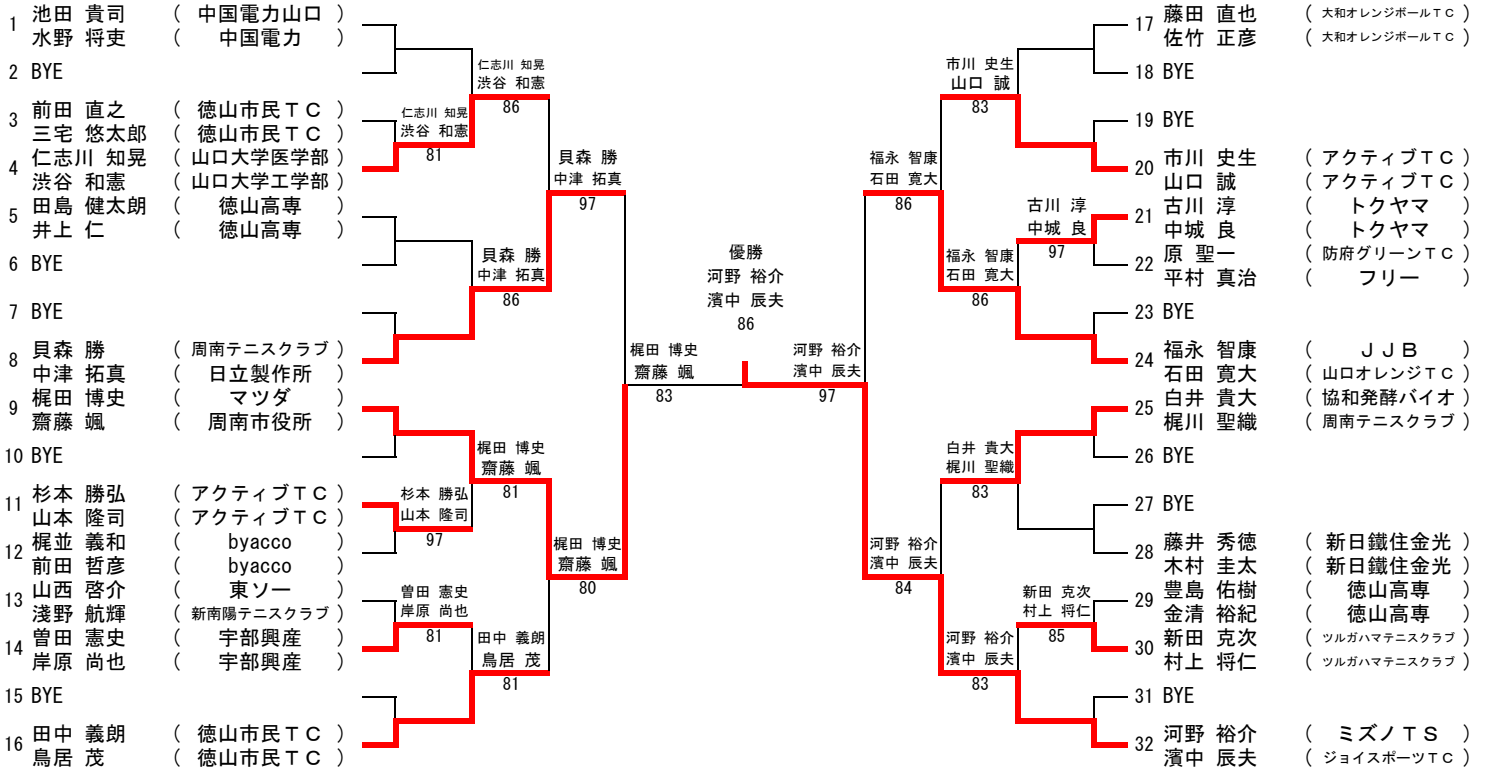 1 池田 貴司 ( 中国電力山口 )
水野 将吏 ( 中国電力 )
2 BYE
3 前田 直之 ( 徳山市民ＴＣ )
三宅 悠太郎 ( 徳山市民ＴＣ )
4 仁志川 知晃 ( 山口大学医学部 )
渋谷 和憲 ( 山口大学工学部 )
5 田島 健太朗 ( 徳山高専 )
井上 仁 ( 徳山高専 )
6 BYE
7 BYE
8 貝森 勝 ( 周南テニスクラブ )
中津 拓真 ( 日立製作所 )
9 梶田 博史 ( マツダ )
齋藤 颯 ( 周南市役所 )
10 BYE
11 杉本 勝弘 ( アクティブＴＣ )
山本 隆司 ( アクティブＴＣ )
12 梶並 義和 ( byacco )
前田 哲彦 ( byacco )
13 山西 啓介 ( 東ソー )
淺野 航輝 ( 新南陽テニスクラブ )
14 曽田 憲史 ( 宇部興産 )
岸原 尚也 ( 宇部興産 )
15 BYE
16 田中 義朗 ( 徳山市民ＴＣ )
鳥居 茂 ( 徳山市民ＴＣ )
仁志川 知晃
渋谷 和憲
81
杉本 勝弘
山本 隆司
97
曽田 憲史
岸原 尚也
81
仁志川 知晃
渋谷 和憲
86
貝森 勝
中津 拓真
86
梶田 博史
齋藤 颯
81
田中 義朗
鳥居 茂
81
貝森 勝
中津 拓真
97
梶田 博史
齋藤 颯
80
梶田 博史
齋藤 颯
83
優勝
河野 裕介
濱中 辰夫
86
河野 裕介
濱中 辰夫
97
福永 智康
石田 寛大
86
河野 裕介
濱中 辰夫
84
市川 史生
山口 誠
83
福永 智康
石田 寛大
86
白井 貴大
梶川 聖織
83
河野 裕介
濱中 辰夫
83
古川 淳
中城 良
97
新田 克次
村上 将仁
85
17 藤田 直也 ( 大和オレンジボールＴＣ )
佐竹 正彦 ( 大和オレンジボールＴＣ )
18 BYE
19 BYE
20 市川 史生 ( アクティブＴＣ )
山口 誠 ( アクティブＴＣ )
21 古川 淳 ( トクヤマ )
中城 良 ( トクヤマ )
22 原 聖一 ( 防府グリーンＴＣ )
平村 真治 ( フリー )
23 BYE
24 福永 智康 ( ＪＪＢ )
石田 寛大 ( 山口オレンジＴＣ )
25 白井 貴大 ( 協和発酵バイオ )
梶川 聖織 ( 周南テニスクラブ )
26 BYE
27 BYE
28 藤井 秀徳 ( 新日鐵住金光 )
木村 圭太 ( 新日鐵住金光 )
29 豊島 佑樹 ( 徳山高専 )
金清 裕紀 ( 徳山高専 )
30 新田 克次 ( ツルガハマテニスクラブ )
村上 将仁 ( ツルガハマテニスクラブ )
31 BYE
32 河野 裕介 ( ミズノＴＳ )
濱中 辰夫 ( ジョイスポーツＴＣ )